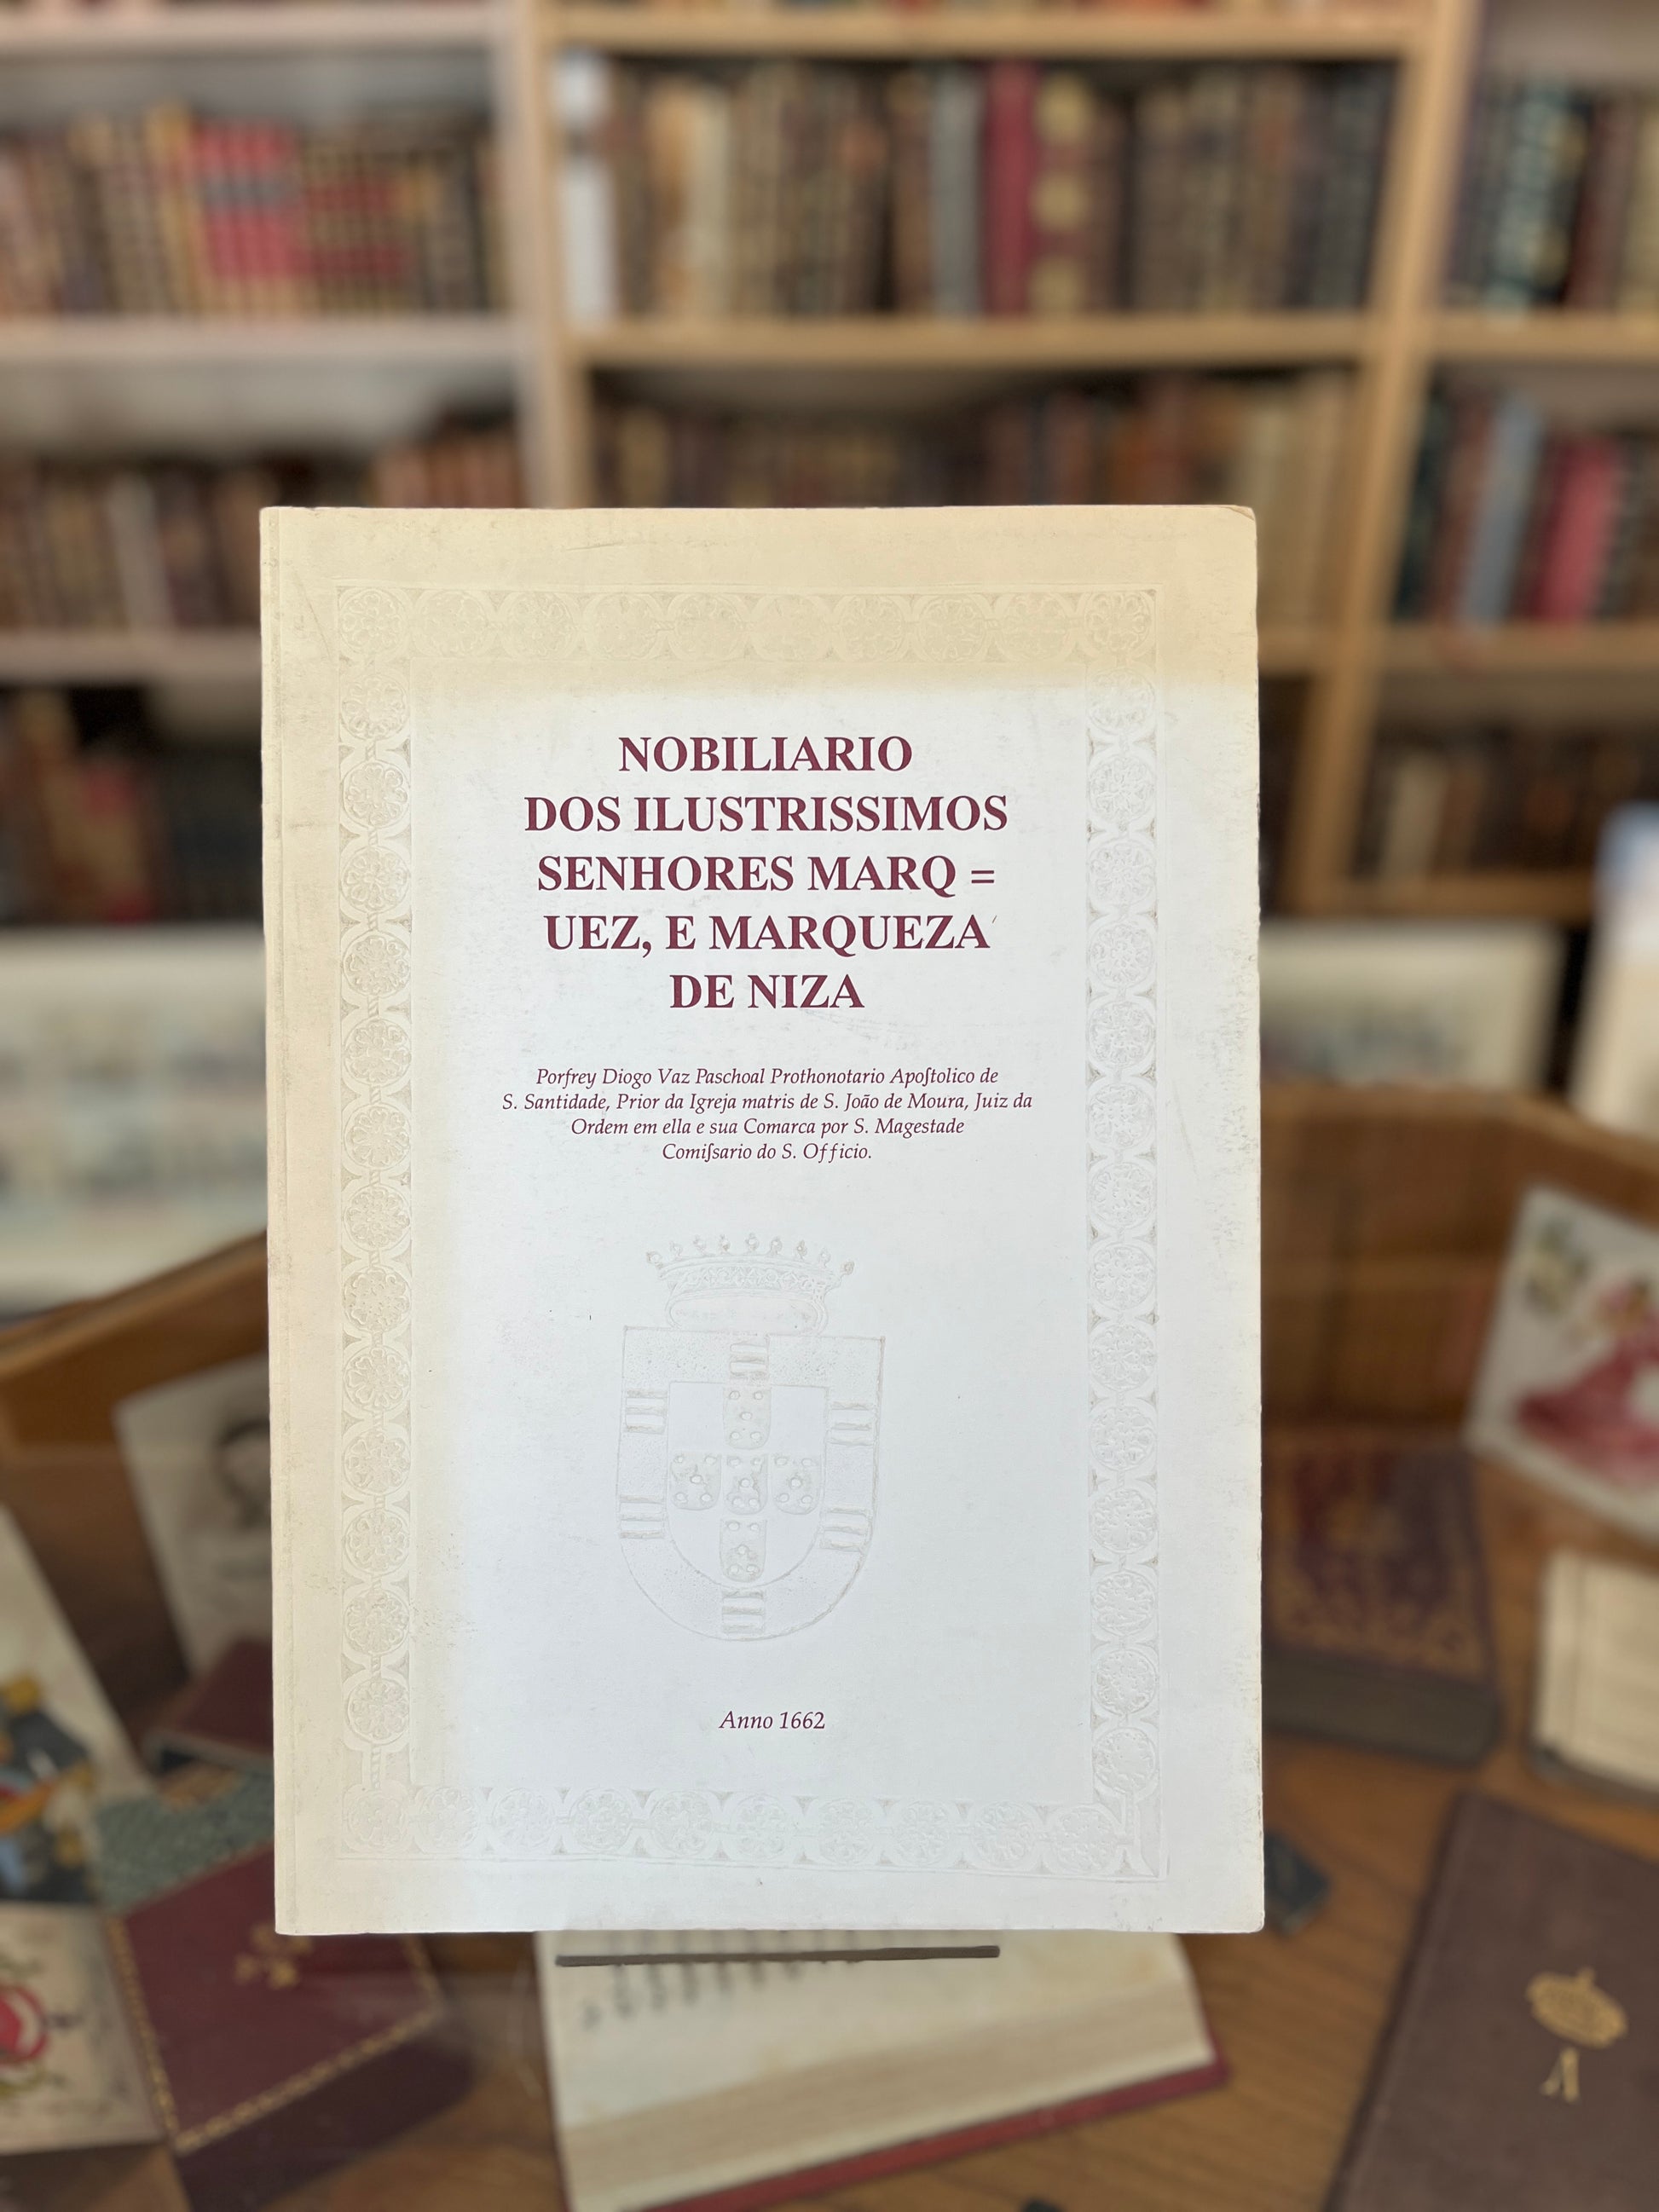 NOBILIARIO
DOS ILUSTRISSIMOS
SENHORES MARQ =
UEZ, E MARQUEZA
DE NIZA
Porfrey Diogo Vaz Paschoal Prothonotario Apoſtolico de
S. Santidade, Prior da Igreja matris de S. João de Moura, Juiz da
Ordem em ella e sua Comarca por S. Magestade
Comiſsario do S. Officio.
Anno 1662